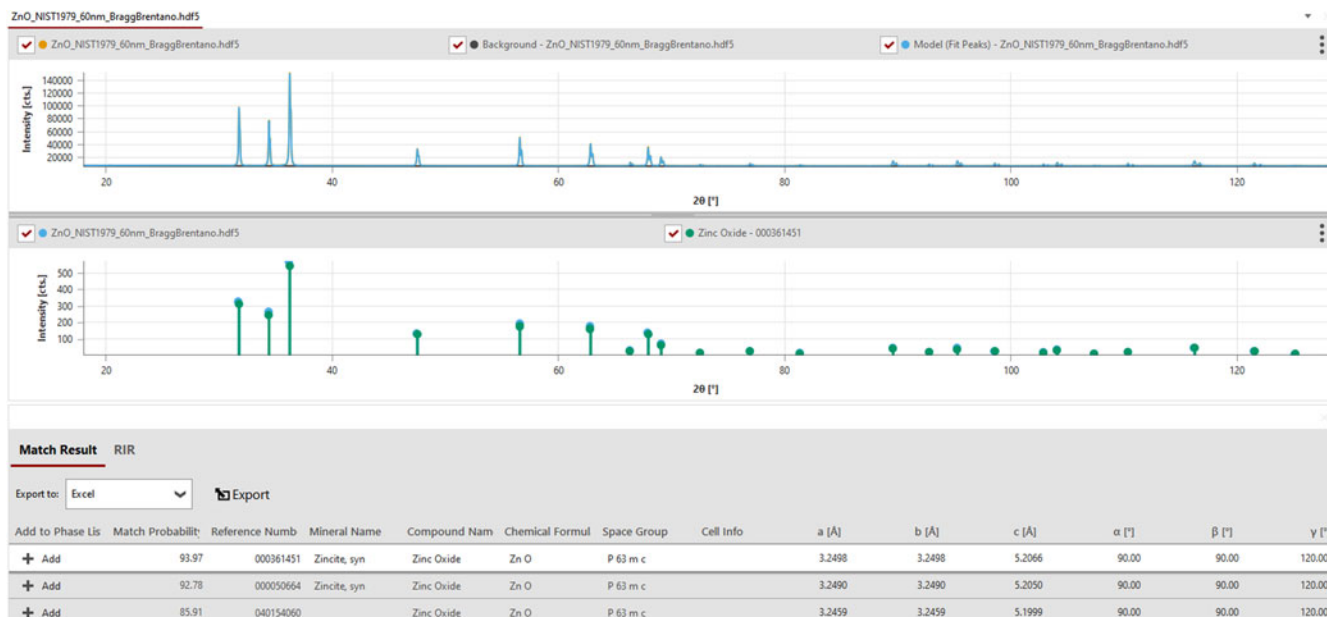 ZnO_NIST1979_60nm_BraggBrentano.hdf5
ZnO_NIST1979_60nm_BraggBrentano.hdf5 Background - ZnO_NIST1979_60nm_BraggBrentano.hdf5 Model (Fit Peaks) - ZnO_NIST1979_60nm_BraggBrentano.hdf5
Intensity [cts.]
140000
120000
100000
80000
60000
40000
20000
20 40 60 80 100 120
2θ [°]
ZnO_NIST1979_60nm_BraggBrentano.hdf5 Zinc Oxide - 000361451
Intensity [cts.]
500
400
300
200
100
20 40 60 80 100 120
2θ [°]
Match Result RIR
Export to: Excel Export
Add to Phase Lis Match Probability Reference Numb Mineral Name Compound Nam Chemical Formul Space Group Cell Info a [Å] b [Å] c [Å] α [°] β [°] γ [°
Add 93.97 000361451 Zincite, syn Zinc Oxide Zn O P 63 m c 3.2498 3.2498 5.2066 90.00 90.00 120.00
Add 92.78 000050664 Zincite, syn Zinc Oxide Zn O P 63 m c 3.2490 3.2490 5.2050 90.00 90.00 120.00
Add 85.91 040154060 Zinc Oxide Zn O P 63 m c 3.2459 3.2459 5.1999 90.00 90.00 120.00